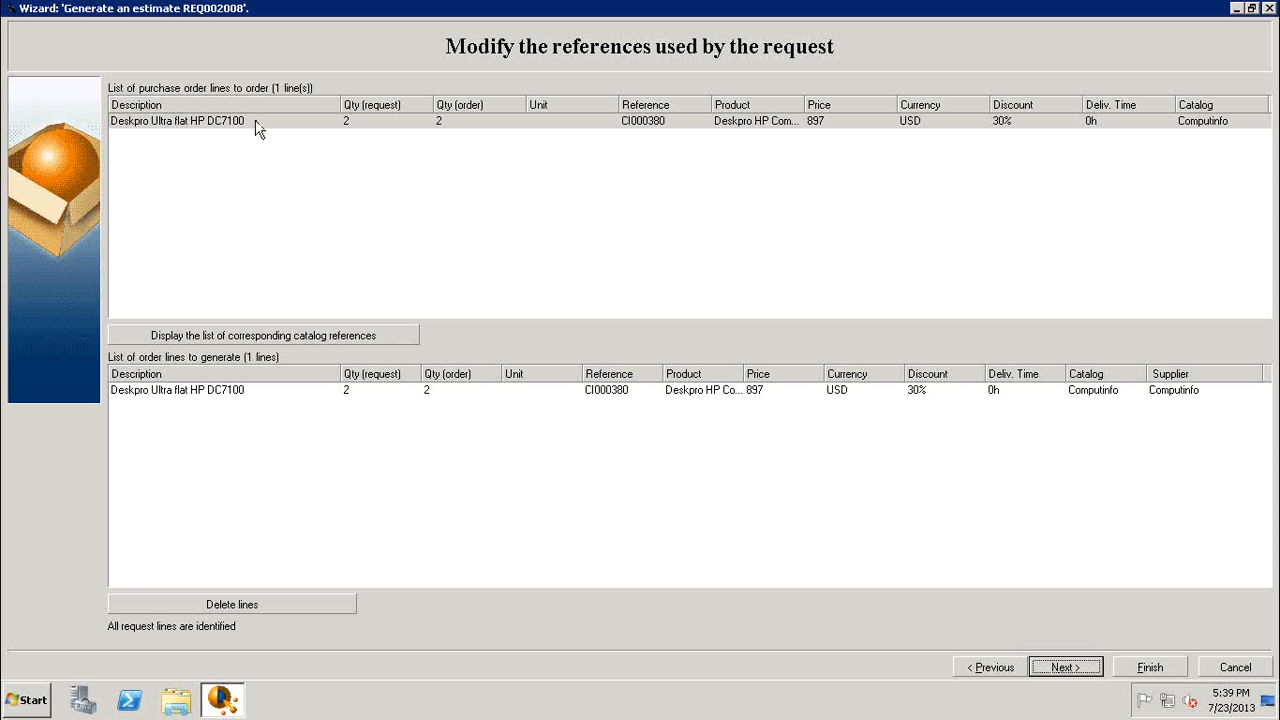 Wizard: 'Generate an estimate REQ002008'.
Modify the references used by the request
List of purchase order lines to order (1 line(s))
Description Qty (request) Qty (order) Unit Reference Product Price Currency Discount Deliv. Time Catalog
Deskpro Ultra flat HP DC7100 2 2 CI000380 Deskpro HP Com... 897 USD 30% 0h Computinfo
Display the list of corresponding catalog references
List of order lines to generate (1 lines)
Description Qty (request) Qty (order) Unit Reference Product Price Currency Discount Deliv. Time Catalog Supplier
Deskpro Ultra flat HP DC7100 2 2 CI000380 Deskpro HP Co... 897 USD 30% 0h Computinfo Computinfo
Delete lines
All request lines are identified
< Previous Next > Finish Cancel
Start 5:39 PM
7/23/2013